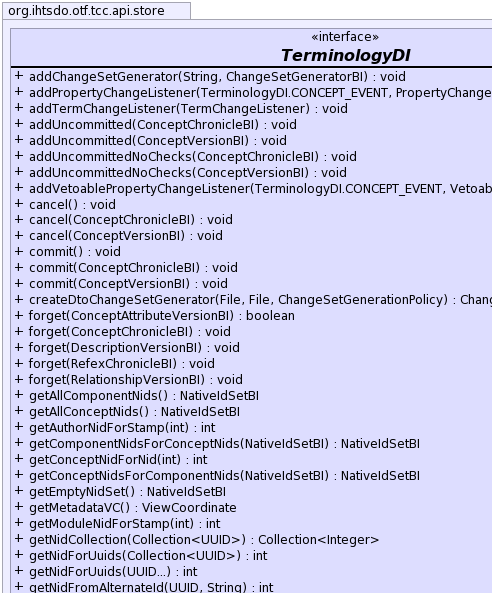 org.ihtsdo.otf.tcc.api.store
«interface»
TerminologyDI
+ addChangeSetGenerator(String, ChangeSetGeneratorBI) : void
+ addPropertyChangeListener(TerminologyDI.CONCEPT_EVENT, PropertyChange
+ addTermChangeListener(TermChangeListener) : void
+ addUncommitted(ConceptChronicleBI) : void
+ addUncommitted(ConceptVersionBI) : void
+ addUncommittedNoChecks(ConceptChronicleBI) : void
+ addUncommittedNoChecks(ConceptVersionBI) : void
+ addVetoablePropertyChangeListener(TerminologyDI.CONCEPT_EVENT, Vetoab
+ cancel() : void
+ cancel(ConceptChronicleBI) : void
+ cancel(ConceptVersionBI) : void
+ commit() : void
+ commit(ConceptChronicleBI) : void
+ commit(ConceptVersionBI) : void
+ createDtoChangeSetGenerator(File, File, ChangeSetGenerationPolicy) : Chang
+ forget(ConceptAttributeVersionBI) : boolean
+ forget(ConceptChronicleBI) : void
+ forget(DescriptionVersionBI) : void
+ forget(RefexChronicleBI) : void
+ forget(RelationshipVersionBI) : void
+ getAllComponentNids() : NativeIdSetBI
+ getAllConceptNids() : NativeIdSetBI
+ getAuthorNidForStamp(int) : int
+ getComponentNidsForConceptNids(NativeIdSetBI) : NativeIdSetBI
+ getConceptNidForNid(int) : int
+ getConceptNidsForComponentNids(NativeIdSetBI) : NativeIdSetBI
+ getEmptyNidSet() : NativeIdSetBI
+ getMetadataVC() : ViewCoordinate
+ getModuleNidForStamp(int) : int
+ getNidCollection(Collection<UUID>) : Collection<Integer>
+ getNidForUuids(Collection<UUID>) : int
+ getNidForUuids(UUID...) : int
+ getNidFromAlternateId(UUID, String) : int